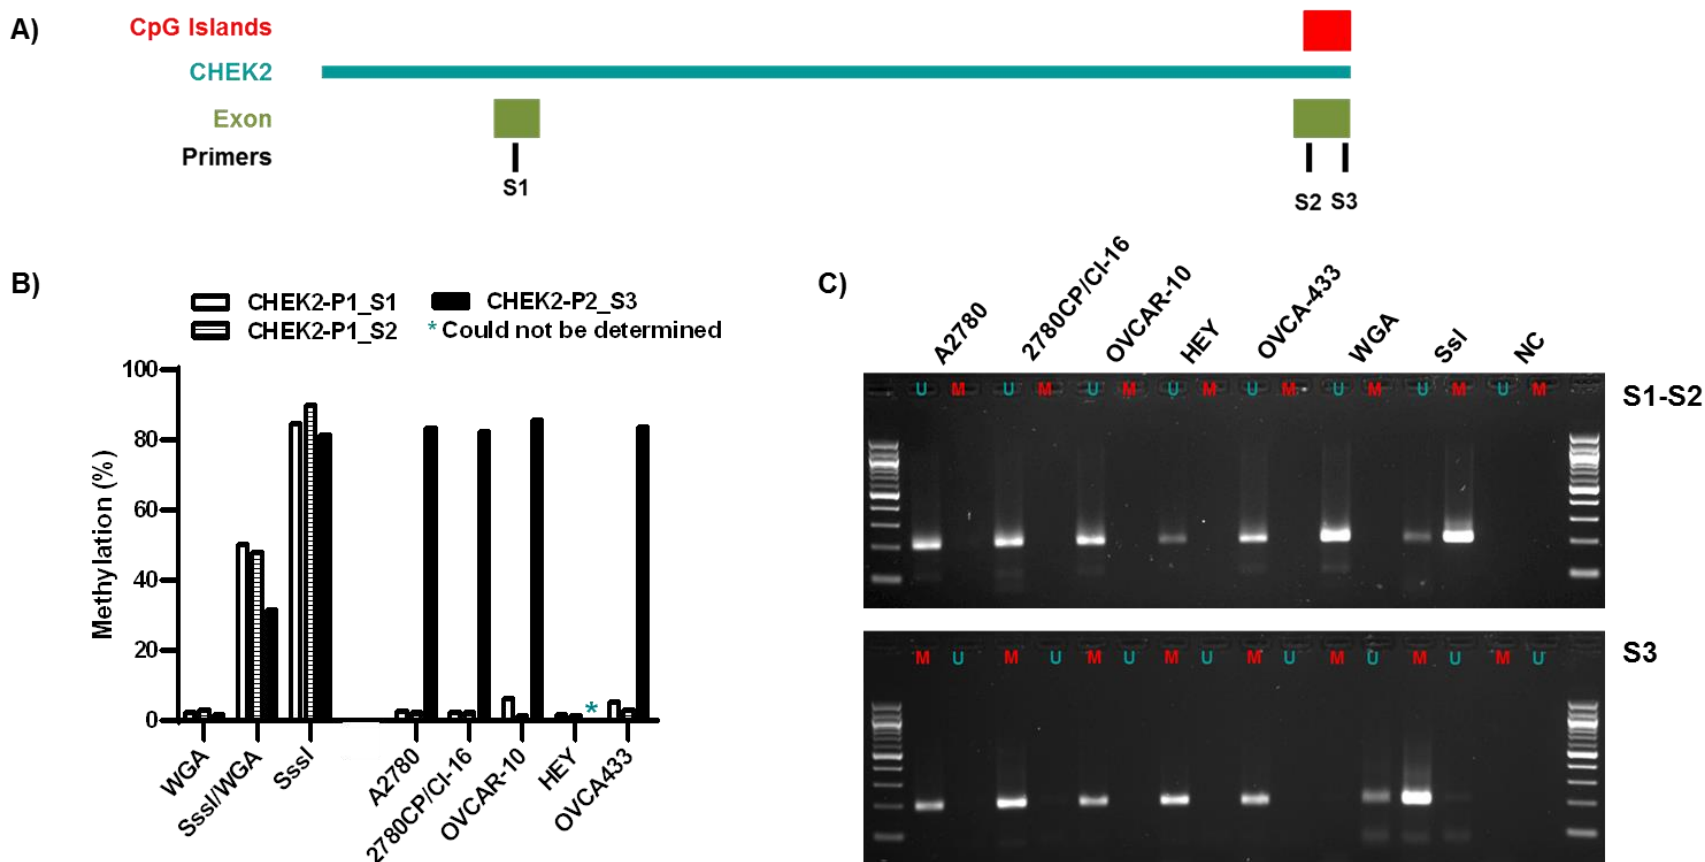 A)
CpG Islands
CHEK2
Exon
Primers
S1
S2 S3
B)
CHEK2-P1_S1
CHEK2-P2_S3
CHEK2-P1_S2
* Could not be determined
Methylation (%)
100
80
60
40
20
0
WGA
SssI/WGA
SssI
A2780
2780CP/CI-16
OVCAR-10
HEY
*
OVCA433
C)
A2780
2780CP/CI-16
OVCAR-10
HEY
OVCA-433
WGA
SsI
NC
U M U M U M U M U M U M U M U M
S1-S2
M U M U M U M U M U M U M U M U
S3